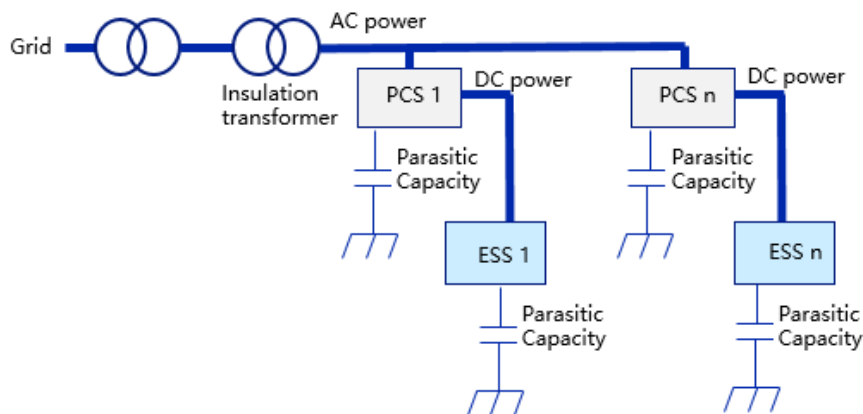 AC power
Grid
Insulation
transformer
PCS 1
DC power
PCS n
DC power
Parasitic
Capacity
Parasitic
Capacity
ESS 1
ESS n
Parasitic
Capacity
Parasitic
Capacity